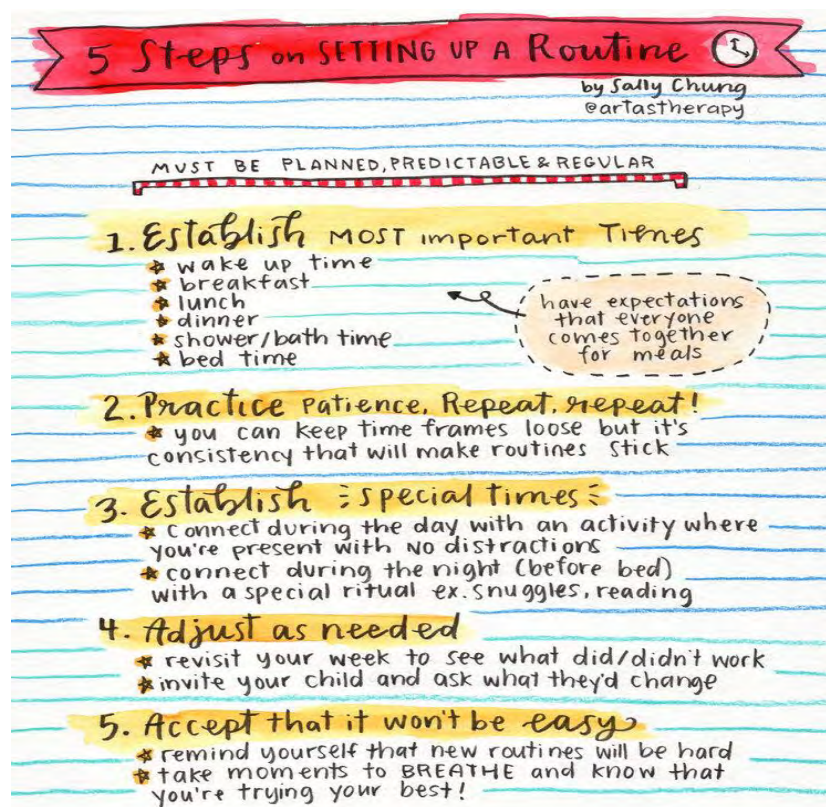 5 Steps on SETTING UP A Routine
by Sally Chung
@artastherapy
MUST BE PLANNED, PREDICTABLE & REGULAR
1. Establish MOST important Times
wake up time
breakfast
lunch
dinner
shower/bath time
bed time
have expectations
that everyone
comes together
for meals
2. Practice Patience, Repeat, repeat!
you can keep time frames loose but it's
consistency that will make routines stick
3. Establish special times
connect during the day with an activity where
you're present with NO distractions
connect during the night (before bed)
with a special ritual ex. snuggles, reading
4. Adjust as needed
revisit your week to see what did/didn't work
invite your child and ask what they'd change
5. Accept that it won't be easy
remind yourself that new routines will be hard
take moments to BREATHE and know that
you're trying your best!